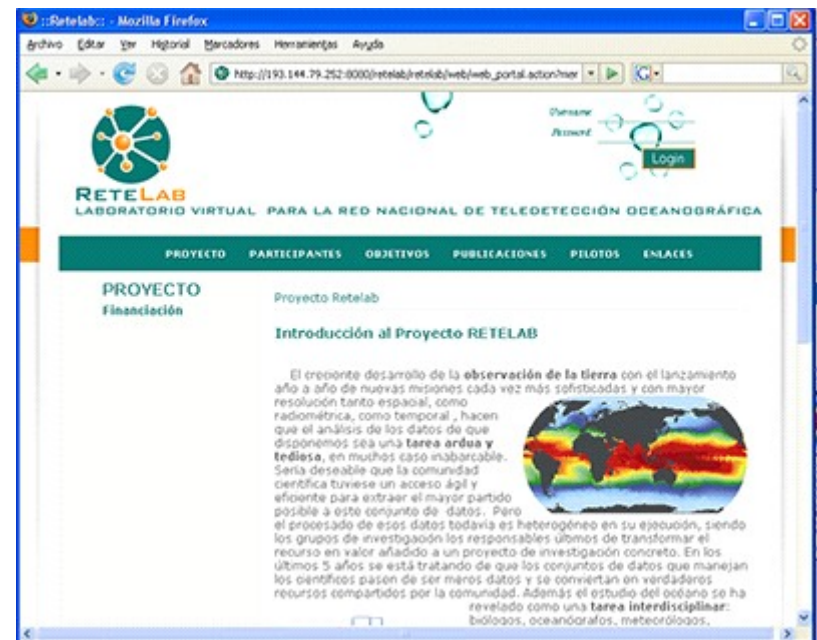 ::Retelab:: - Mozilla Firefox
Archivo Editar Ver Historial Marcadores Herramientas Ayuda
http://193.144.79.252:8080/retelab/retelab/web/web_portal.action?mer
G
Username
Password
Login
RETELAB
LABORATORIO VIRTUAL PARA LA RED NACIONAL DE TELEDETECCIÓN OCEANOGRÁFICA
PROYECTO PARTICIPANTES OBJETIVOS PUBLICACIONES PILOTOS ENLACES
PROYECTO
Financiación
Proyecto Retelab
Introducción al Proyecto RETELAB
El creciente desarrollo de la observación de la tierra con el lanzamiento
año a año de nuevas misiones cada vez más sofisticadas y con mayor
resolución tanto espacial, como
radiométrica, como temporal , hacen
que el análisis de los datos de que
disponemos sea una tarea ardua y
tediosa, en muchos caso inabarcable.
Seria deseable que la comunidad
científica tuviese un acceso ágil y
eficiente para extraer el mayor partido
posible a este conjunto de datos. Pero
el procesado de esos datos todavia es heterogéneo en su ejecución, siendo
los grupos de investigación los responsables últimos de transformar el
recurso en valor añadido a un proyecto de investigación concreto. En los
últimos 5 años se está tratando de que los conjuntos de datos que manejan
los científicos pasen de ser meros datos y se conviertan en verdaderos
recursos compartidos por la comunidad. Además el estudio del océano se ha
revelado como una tarea interdisciplinar:
biólogos, oceanógrafos, meteorólogos,